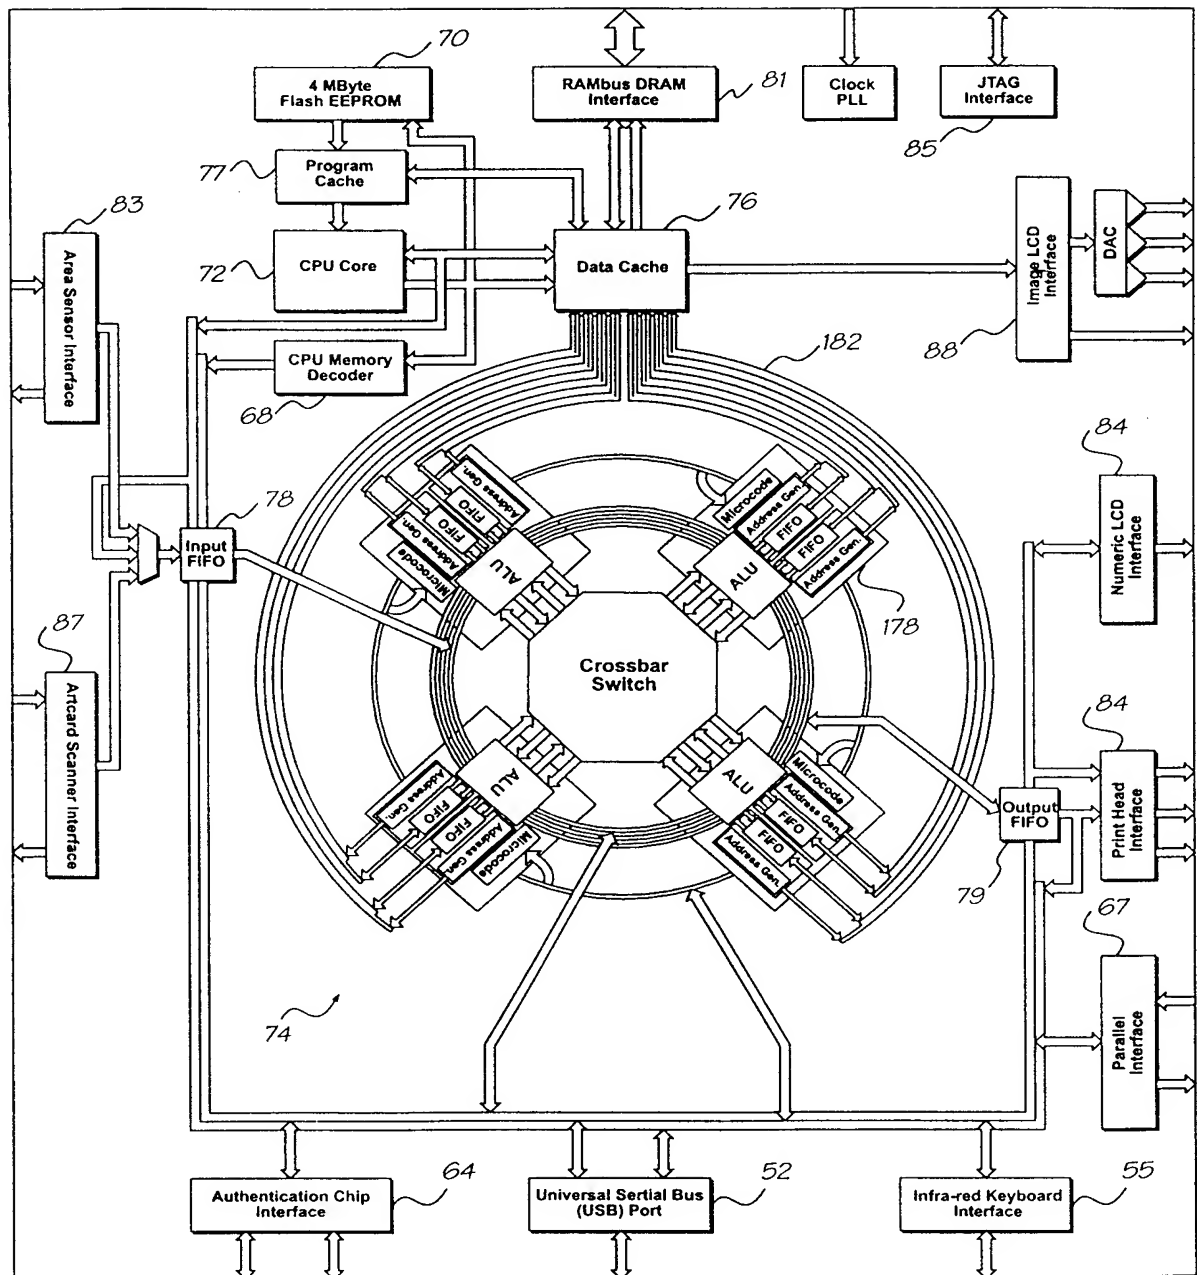 70
4 MByte
Flash EEPROM
RAMbus DRAM
Interface
81
Clock
PLL
JTAG
Interface
85
77
Program
Cache
83
Area Sensor Interface
72
CPU Core
76
Data Cache
Image LCD
Interface
88
DAC
CPU Memory
Decoder
68
182
78
Input
FIFO
Address Gen.
FIFO
FIFO
Address Gen.
Microcode
ALU
Microcode
Address Gen.
FIFO
FIFO
Address Gen.
ALU
178
84
Numeric LCD
Interface
87
Artcard Scanner Interface
Crossbar
Switch
ALU
Address Gen.
FIFO
FIFO
Address Gen.
Microcode
ALU
Microcode
Address Gen.
FIFO
FIFO
Address Gen.
84
Print Head
Interface
Output
FIFO
79
67
Parallel
Interface
74
Authentication Chip
Interface
64
Universal Sertial Bus
(USB) Port
52
Infra-red Keyboard
Interface
55